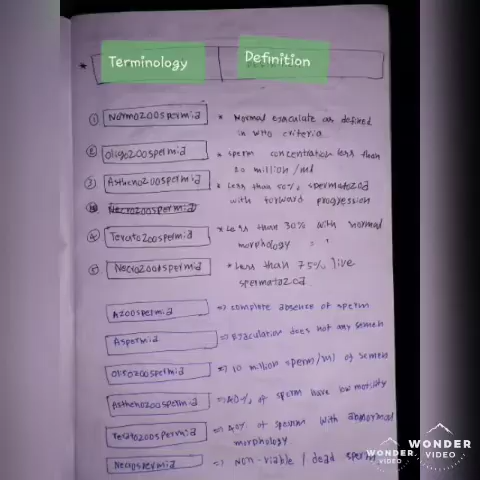 Terminology Definition
① Normozoospermia * Normal ejaculate as defined
in WHO criteria
② Oligozoospermia * sperm concentration less than
20 million/ml
③ Asthenozoospermia * Less than 50% spermatozoa
with forward progression
Necrozoospermia
④ Teratozoospermia * Less than 30% with normal
morphology
⑤ Necrozoospermia * Less than 75% live
spermatozoa.
Azoospermia => complete absence of sperm
Aspermia => Ejaculation does not any semen
=> 10 million sperm/ml of semen
Asthenozoospermia => 40% of sperm have low motility
Teratozoospermia => 40% of sperm with abnormal
morphology
Necrospermia => Non-viable / dead sperm
WONDER VIDEO
WONDER VIDEO